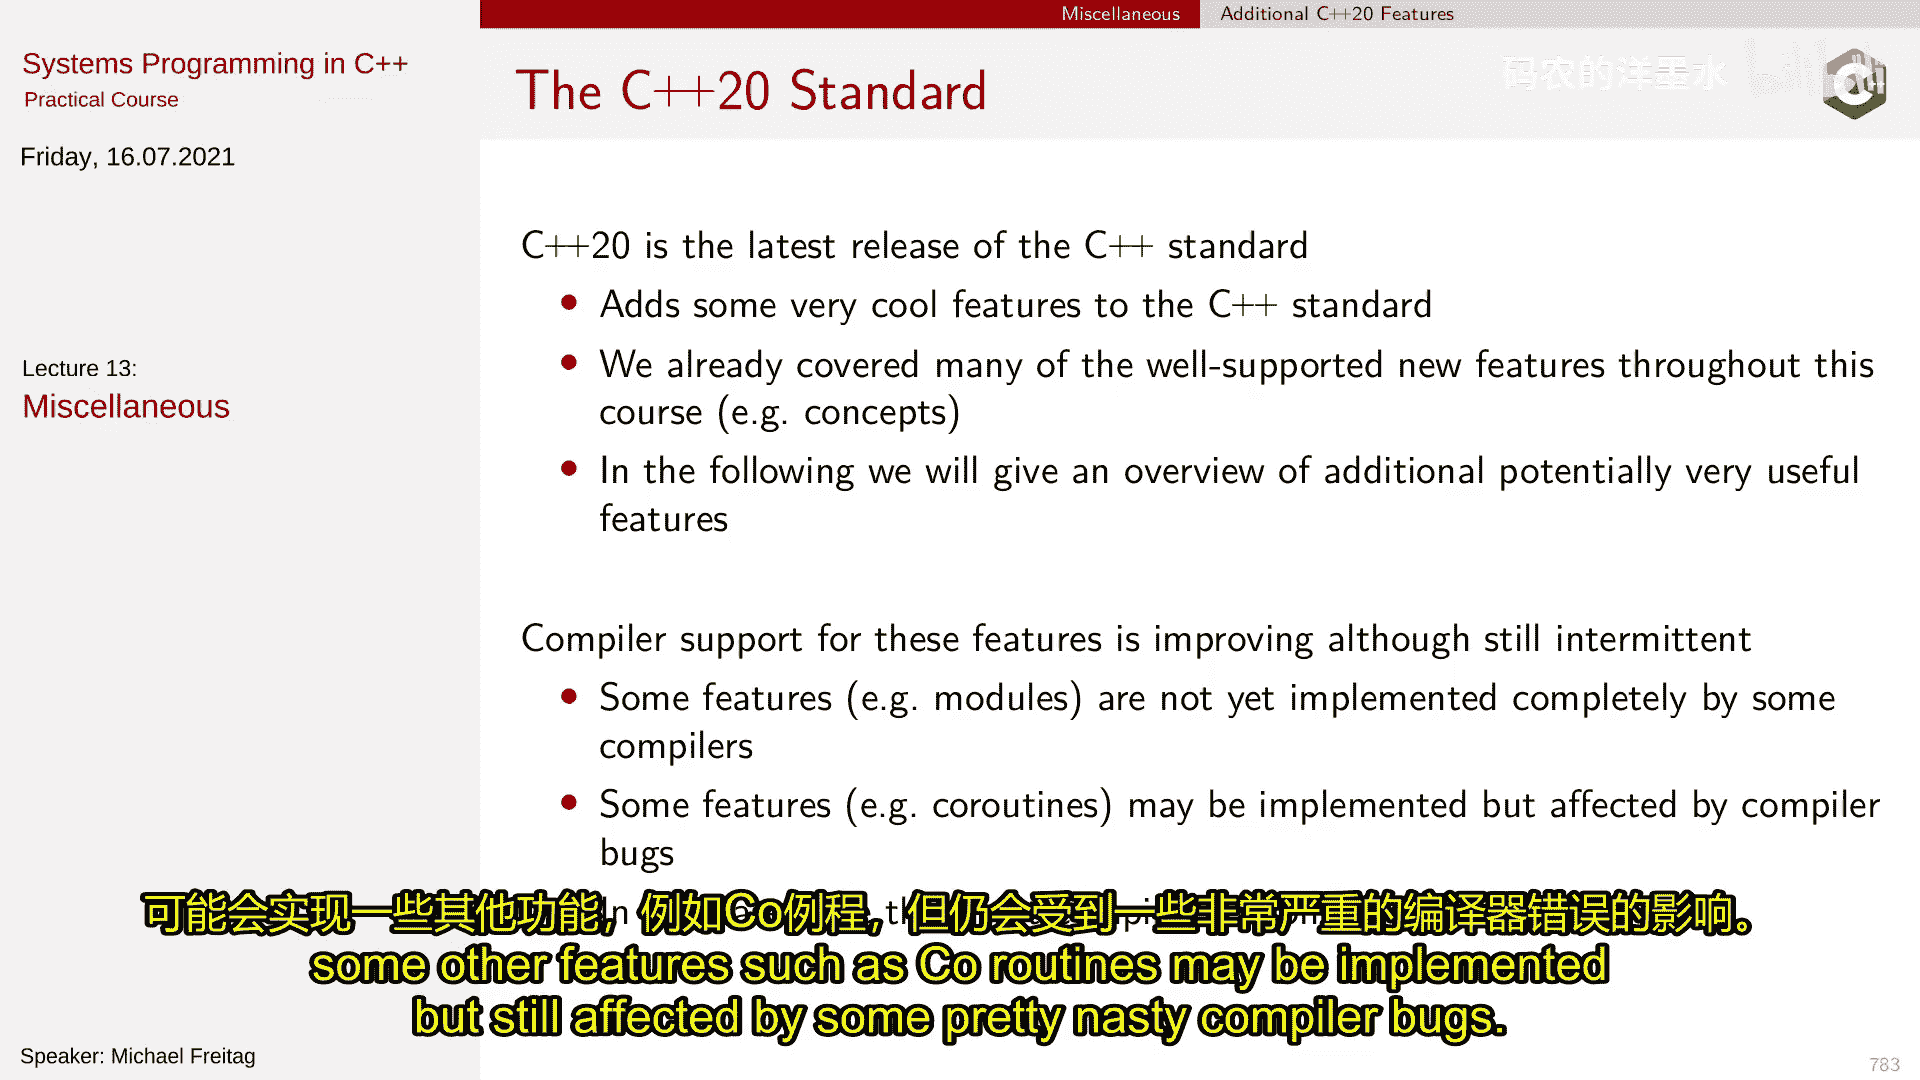 Miscellaneous
Additional C++20 Features
Systems Programming in C++
Practical Course
Friday, 16.07.2021
The C++20 Standard
码农的洋墨水
bilibili
Lecture 13:
Miscellaneous
C++20 is the latest release of the C++ standard
• Adds some very cool features to the C++ standard
• We already covered many of the well-supported new features throughout this
course (e.g. concepts)
• In the following we will give an overview of additional potentially very useful
features
Compiler support for these features is improving although still intermittent
• Some features (e.g. modules) are not yet implemented completely by some
compilers
• Some features (e.g. coroutines) may be implemented but affected by compiler
bugs
可能会实现一些其他功能，例如Co例程，但仍会受到一些非常严重的编译器错误的影响。
some other features such as Co routines may be implemented
but still affected by some pretty nasty compiler bugs.
Speaker: Michael Freitag
783